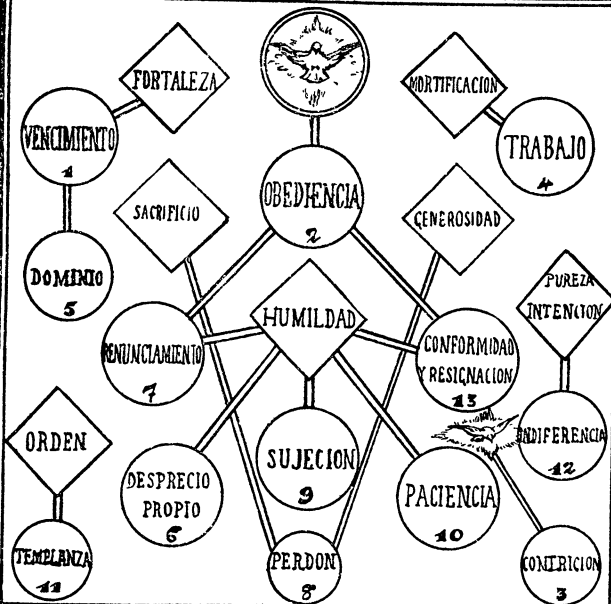 FORTALEZA
MORTIFICACION
VENCIMIENTO
1
TRABAJO
4
OBEDIENCIA
2
SACRIFICIO
GENEROSIDAD
DOMINIO
5
PUREZA
INTENCION
HUMILDAD
RENUNCIAMIENTO
7
CONFORMIDAD
Y RESIGNACION
13
ORDEN
INDIFERENCIA
12
SUJECION
9
DESPRECIO
PROPIO
6
PACIENCIA
10
TEMPLANZA
11
PERDON
8
CONTRICION
3